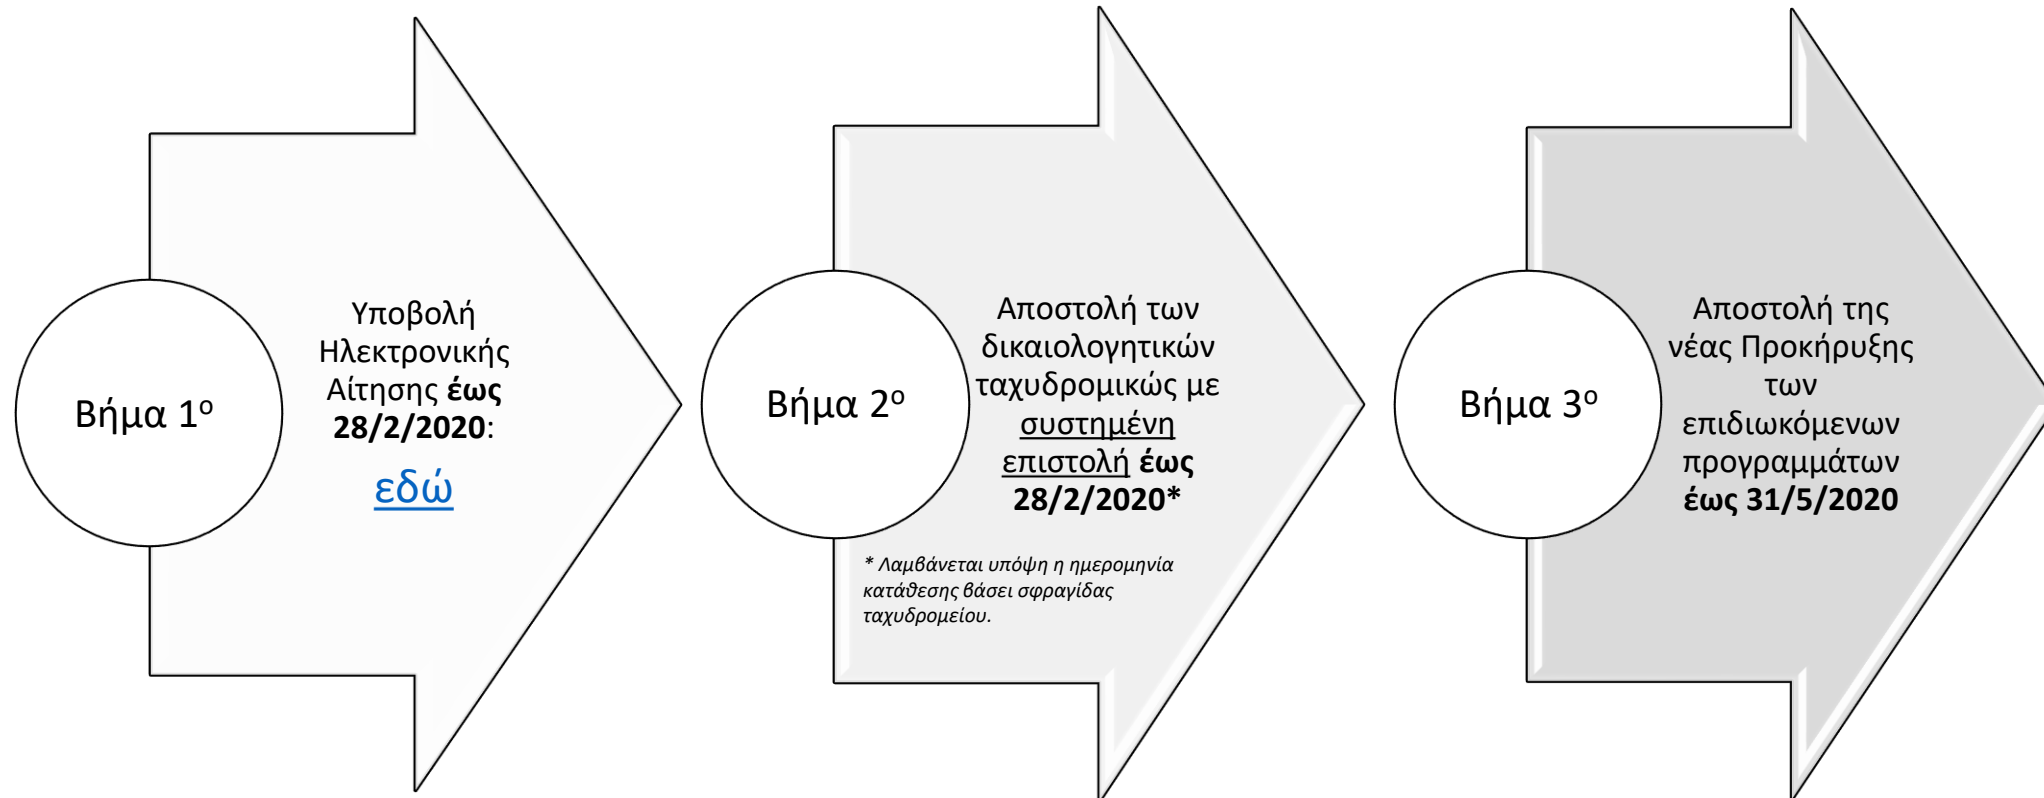 Βήμα 1ο
Υποβολή
Ηλεκτρονικής
Αίτησης έως
28/2/2020:
εδώ
Βήμα 2ο
Αποστολή των
δικαιολογητικών
ταχυδρομικώς με
συστημένη
επιστολή έως
28/2/2020*
* Λαμβάνεται υπόψη η ημερομηνία
κατάθεσης βάσει σφραγίδας
ταχυδρομείου.
Βήμα 3ο
Αποστολή της
νέας Προκήρυξης
των
επιδιωκόμενων
προγραμμάτων
έως 31/5/2020